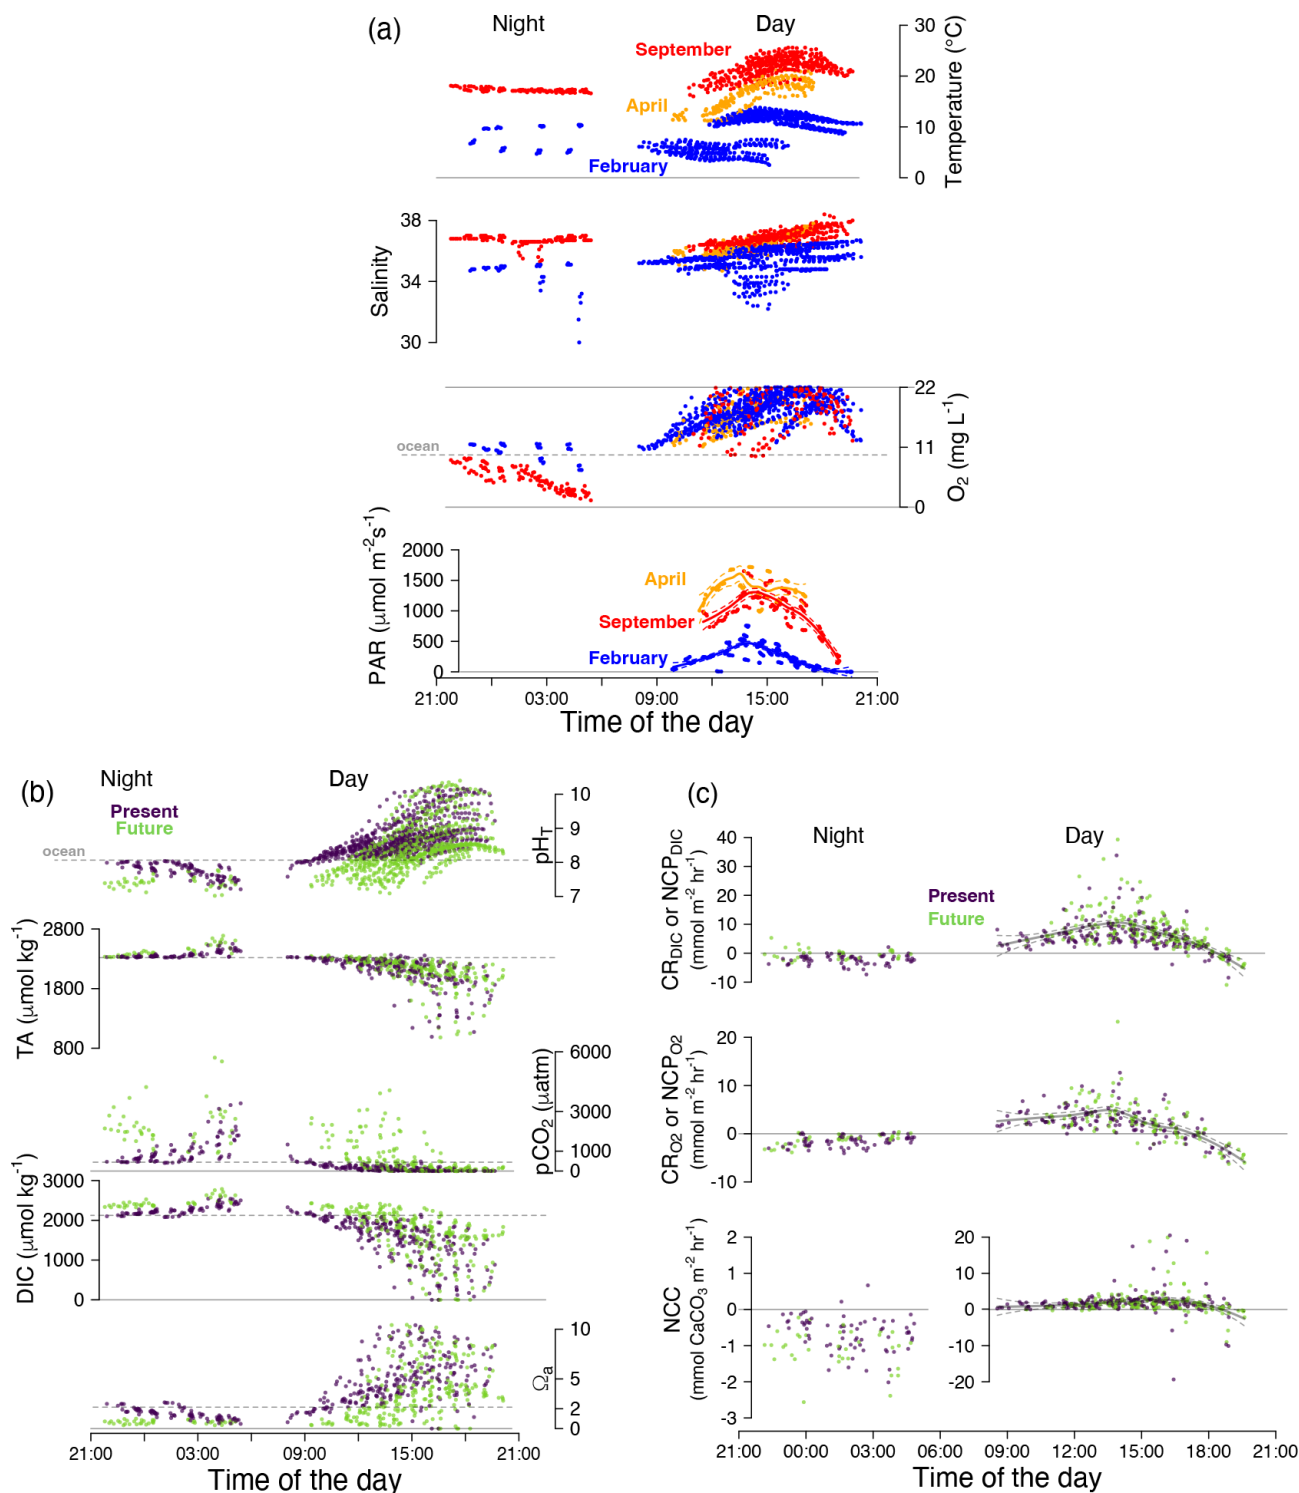 (a)
Night
Day
30
20
10
0
Temperature (°C)
September
April
February
38
34
30
Salinity
ocean
22
11
0
O2 (mg L-1)
2000
1500
1000
500
0
PAR (μmol m-2s-1)
April
September
February
21:00
03:00
09:00
15:00
21:00
Time of the day
(b)
Night
Day
Present
Future
ocean
10
9
8
7
pHT
2800
1800
800
TA (μmol kg-1)
6000
3000
1000
0
pCO2 (μatm)
3000
2000
1000
0
DIC (μmol kg-1)
10
5
2
0
Ωa
21:00
03:00
09:00
15:00
21:00
Time of the day
(c)
Night
Day
Present
Future
40
30
20
10
0
-10
CRDIC or NCPDIC
(mmol m-2 hr-1)
20
10
0
-10
CRO2 or NCPO2
(mmol m-2 hr-1)
2
1
0
-1
-2
-3
NCC
(mmol CaCO3 m-2 hr-1)
20
10
0
-10
-20
21:00
00:00
03:00
06:00
09:00
12:00
15:00
18:00
21:00
Time of the day